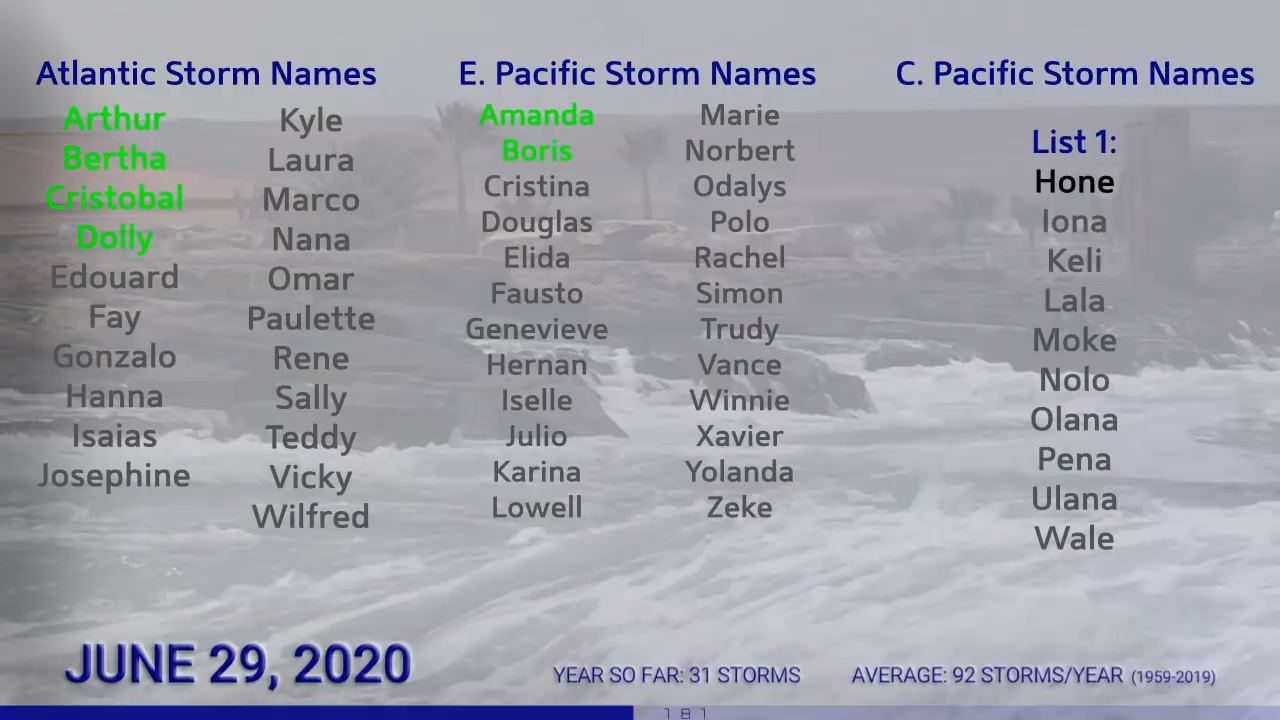 Atlantic Storm Names
Arthur
Bertha
Cristobal
Dolly
Edouard
Fay
Gonzalo
Hanna
Isaias
Josephine
Kyle
Laura
Marco
Nana
Omar
Paulette
Rene
Sally
Teddy
Vicky
Wilfred
E. Pacific Storm Names
Amanda
Boris
Cristina
Douglas
Elida
Fausto
Genevieve
Hernan
Iselle
Julio
Karina
Lowell
Marie
Norbert
Odalys
Polo
Rachel
Simon
Trudy
Vance
Winnie
Xavier
Yolanda
Zeke
C. Pacific Storm Names
List 1:
Hone
Iona
Keli
Lala
Moke
Nolo
Olana
Pena
Ulana
Wale
JUNE 29, 2020
YEAR SO FAR: 31 STORMS
AVERAGE: 92 STORMS/YEAR (1959-2019)
181